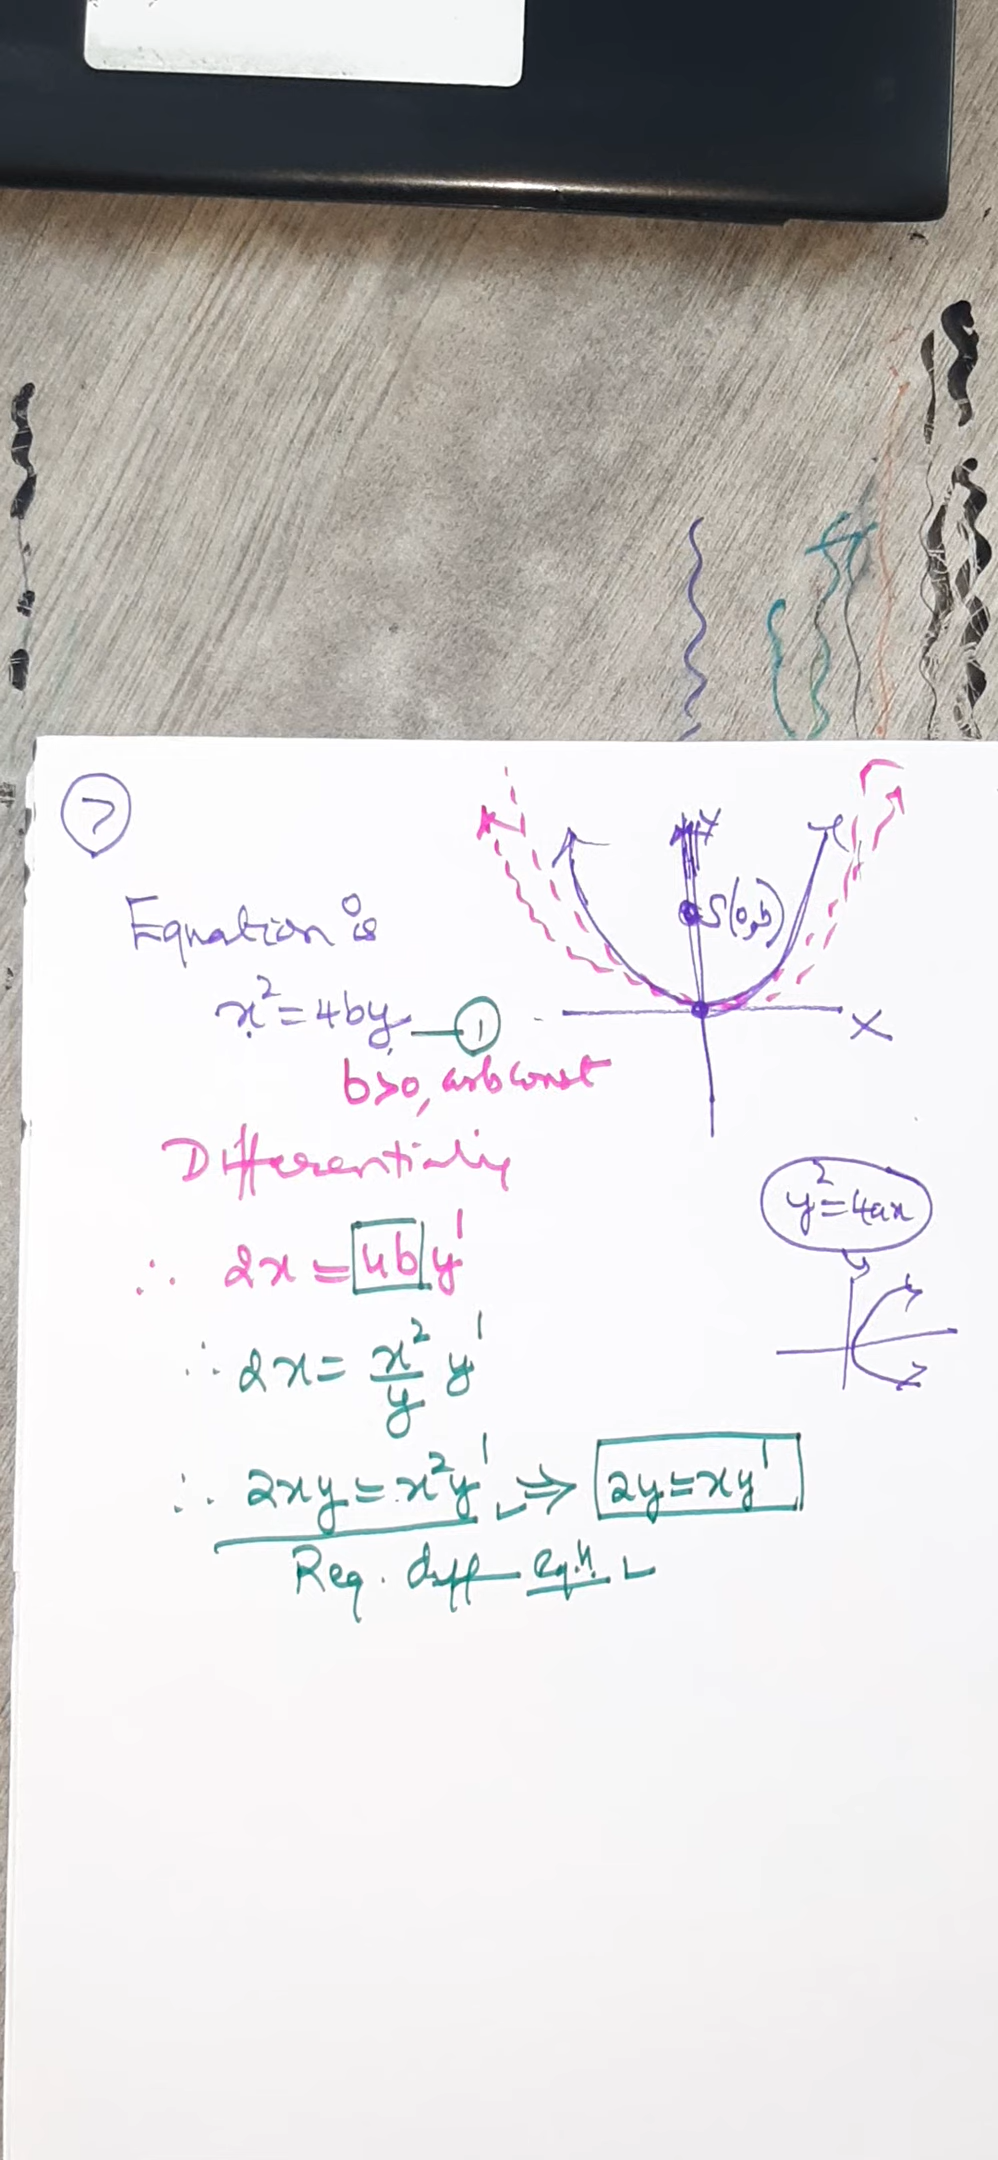 7
Y
S(0,b)
X
Equation is
x² = 4by — 1
b>0, arb const
Differentiating
y² = 4ax
∴ 2x = 4b y'
∴ 2x = x²/y y'
∴ 2xy = x²y' ⇒ 2y = xy'
Req. diff eqn.